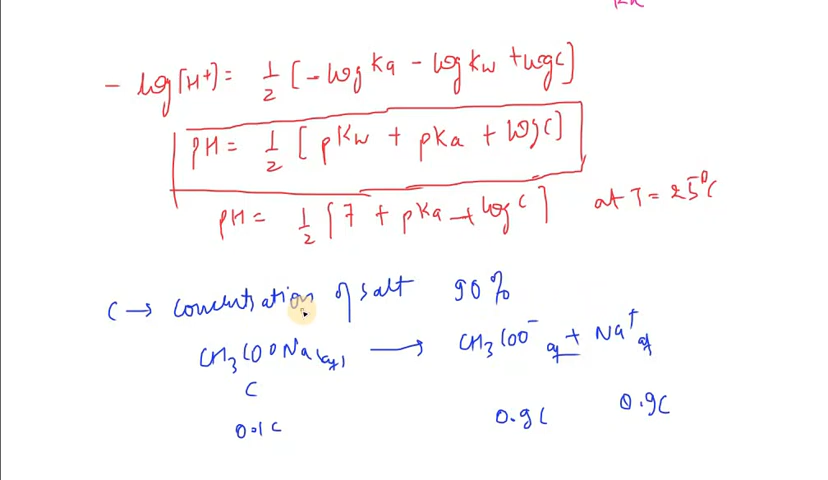 - log[H+] = 1/2 [-log Ka - log Kw + log C]
PH = 1/2 [pKw + pKa + log C]
PH = 1/2 [7 + pKa + log C] at T = 25°C
C → concentration of salt 90%
CH3COONa(aq) → CH3COO⁻ aq + Na⁺ aq
C
0.1C 0.9C 0.9C